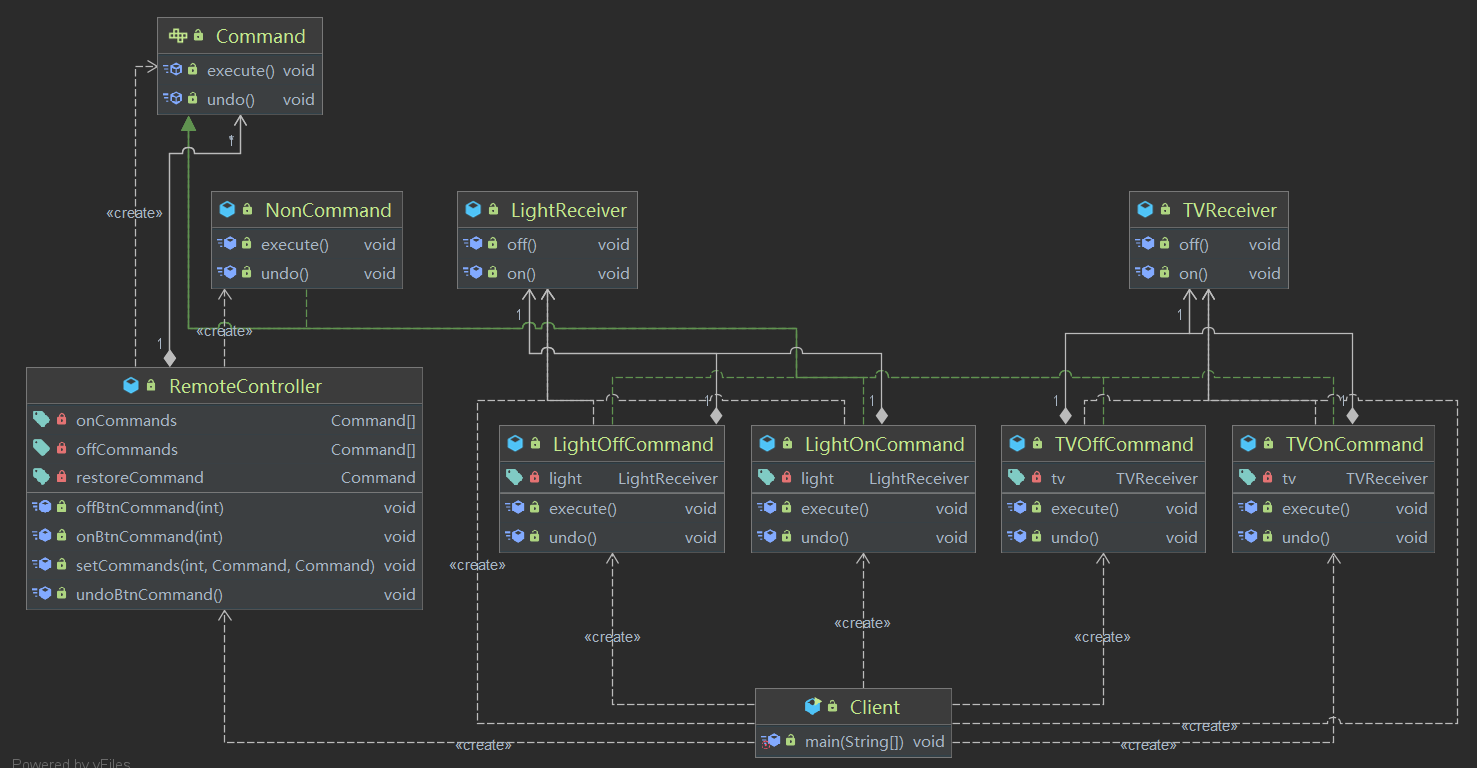 Command
execute() void
undo() void
1
*
«create»
NonCommand
execute() void
undo() void
LightReceiver
off() void
on() void
TVReceiver
off() void
on() void
«create»
1
1
1
RemoteController
onCommands Command[]
offCommands Command[]
restoreCommand Command
offBtnCommand(int) void
onBtnCommand(int) void
setCommands(int, Command, Command) void
undoBtnCommand() void
1
1
1
1
LightOffCommand
light LightReceiver
execute() void
undo() void
LightOnCommand
light LightReceiver
execute() void
undo() void
TVOffCommand
tv TVReceiver
execute() void
undo() void
TVOnCommand
tv TVReceiver
execute() void
undo() void
«create»
«create»
«create»
«create»
Client
main(String[]) void
«create»
«create»
«create»
Powered by yFiles